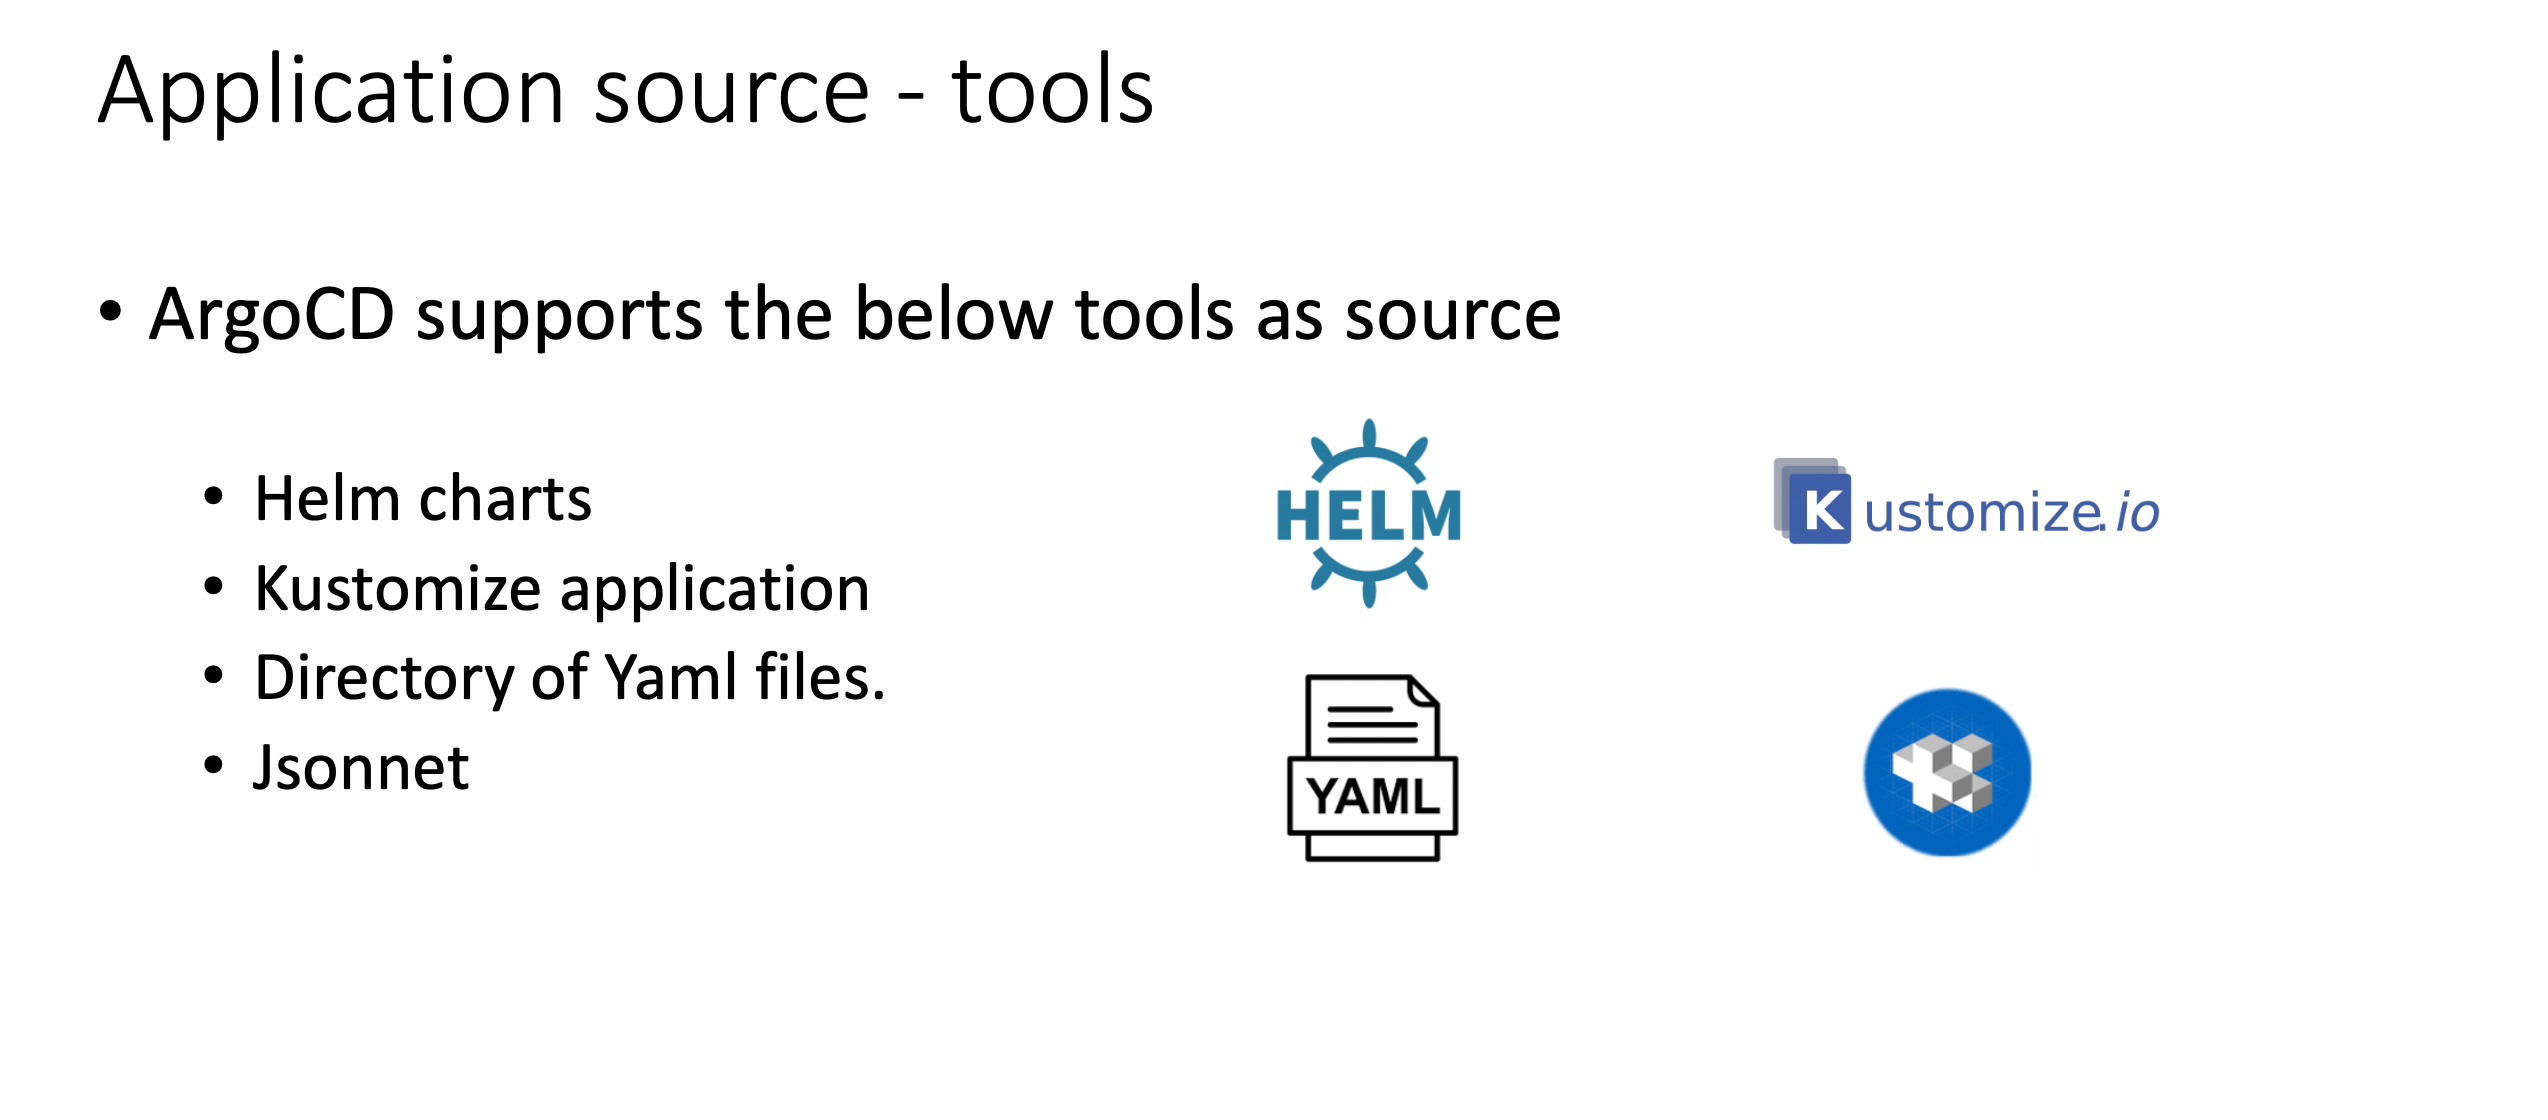 Application source - tools
• ArgoCD supports the below tools as source
• Helm charts
• Kustomize application
• Directory of Yaml files.
• Jsonnet
HELM
Kustomize.io
YAML